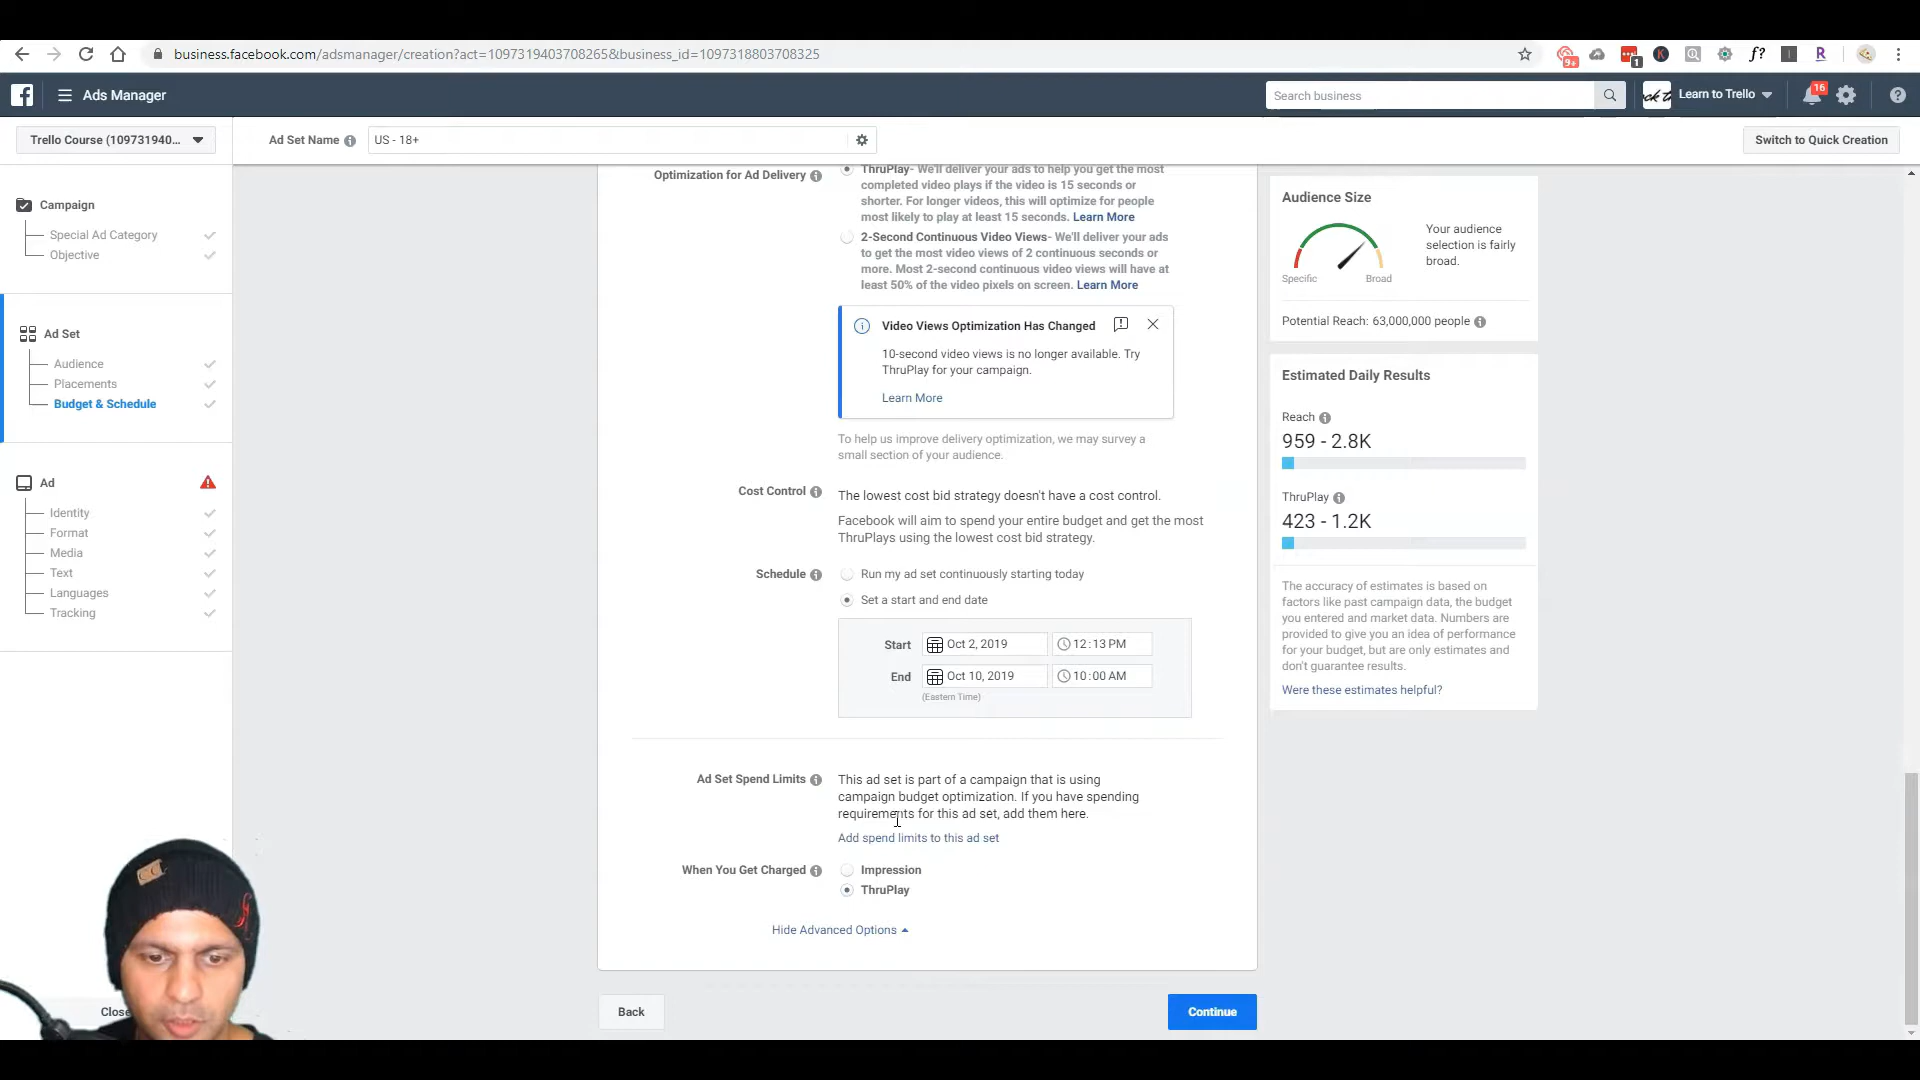 business.facebook.com/adsmanager/creation?act=1097319403708265&business_id=1097318803708325
9+
1
K
f?
R
Ads Manager
Search business
ck t
Learn to Trello
16
Trello Course (109731940...
Ad Set Name
US - 18+
Switch to Quick Creation
Campaign
Special Ad Category
Objective
Ad Set
Audience
Placements
Budget & Schedule
Ad
Identity
Format
Media
Text
Languages
Tracking
Close
Optimization for Ad Delivery
ThruPlay- We'll deliver your ads to help you get the most
completed video plays if the video is 15 seconds or
shorter. For longer videos, this will optimize for people
most likely to play at least 15 seconds. Learn More
2-Second Continuous Video Views- We'll deliver your ads
to get the most video views of 2 continuous seconds or
more. Most 2-second continuous video views will have at
least 50% of the video pixels on screen. Learn More
Video Views Optimization Has Changed
10-second video views is no longer available. Try
ThruPlay for your campaign.
Learn More
To help us improve delivery optimization, we may survey a
small section of your audience.
Cost Control
The lowest cost bid strategy doesn't have a cost control.
Facebook will aim to spend your entire budget and get the most
ThruPlays using the lowest cost bid strategy.
Schedule
Run my ad set continuously starting today
Set a start and end date
Start
Oct 2, 2019
12:13 PM
End
Oct 10, 2019
10:00 AM
(Eastern Time)
Ad Set Spend Limits
This ad set is part of a campaign that is using
campaign budget optimization. If you have spending
requirements for this ad set, add them here.
Add spend limits to this ad set
When You Get Charged
Impression
ThruPlay
Hide Advanced Options
Back
Continue
Audience Size
Specific
Broad
Your audience
selection is fairly
broad.
Potential Reach: 63,000,000 people
Estimated Daily Results
Reach
959 - 2.8K
ThruPlay
423 - 1.2K
The accuracy of estimates is based on
factors like past campaign data, the budget
you entered and market data. Numbers are
provided to give you an idea of performance
for your budget, but are only estimates and
don't guarantee results.
Were these estimates helpful?